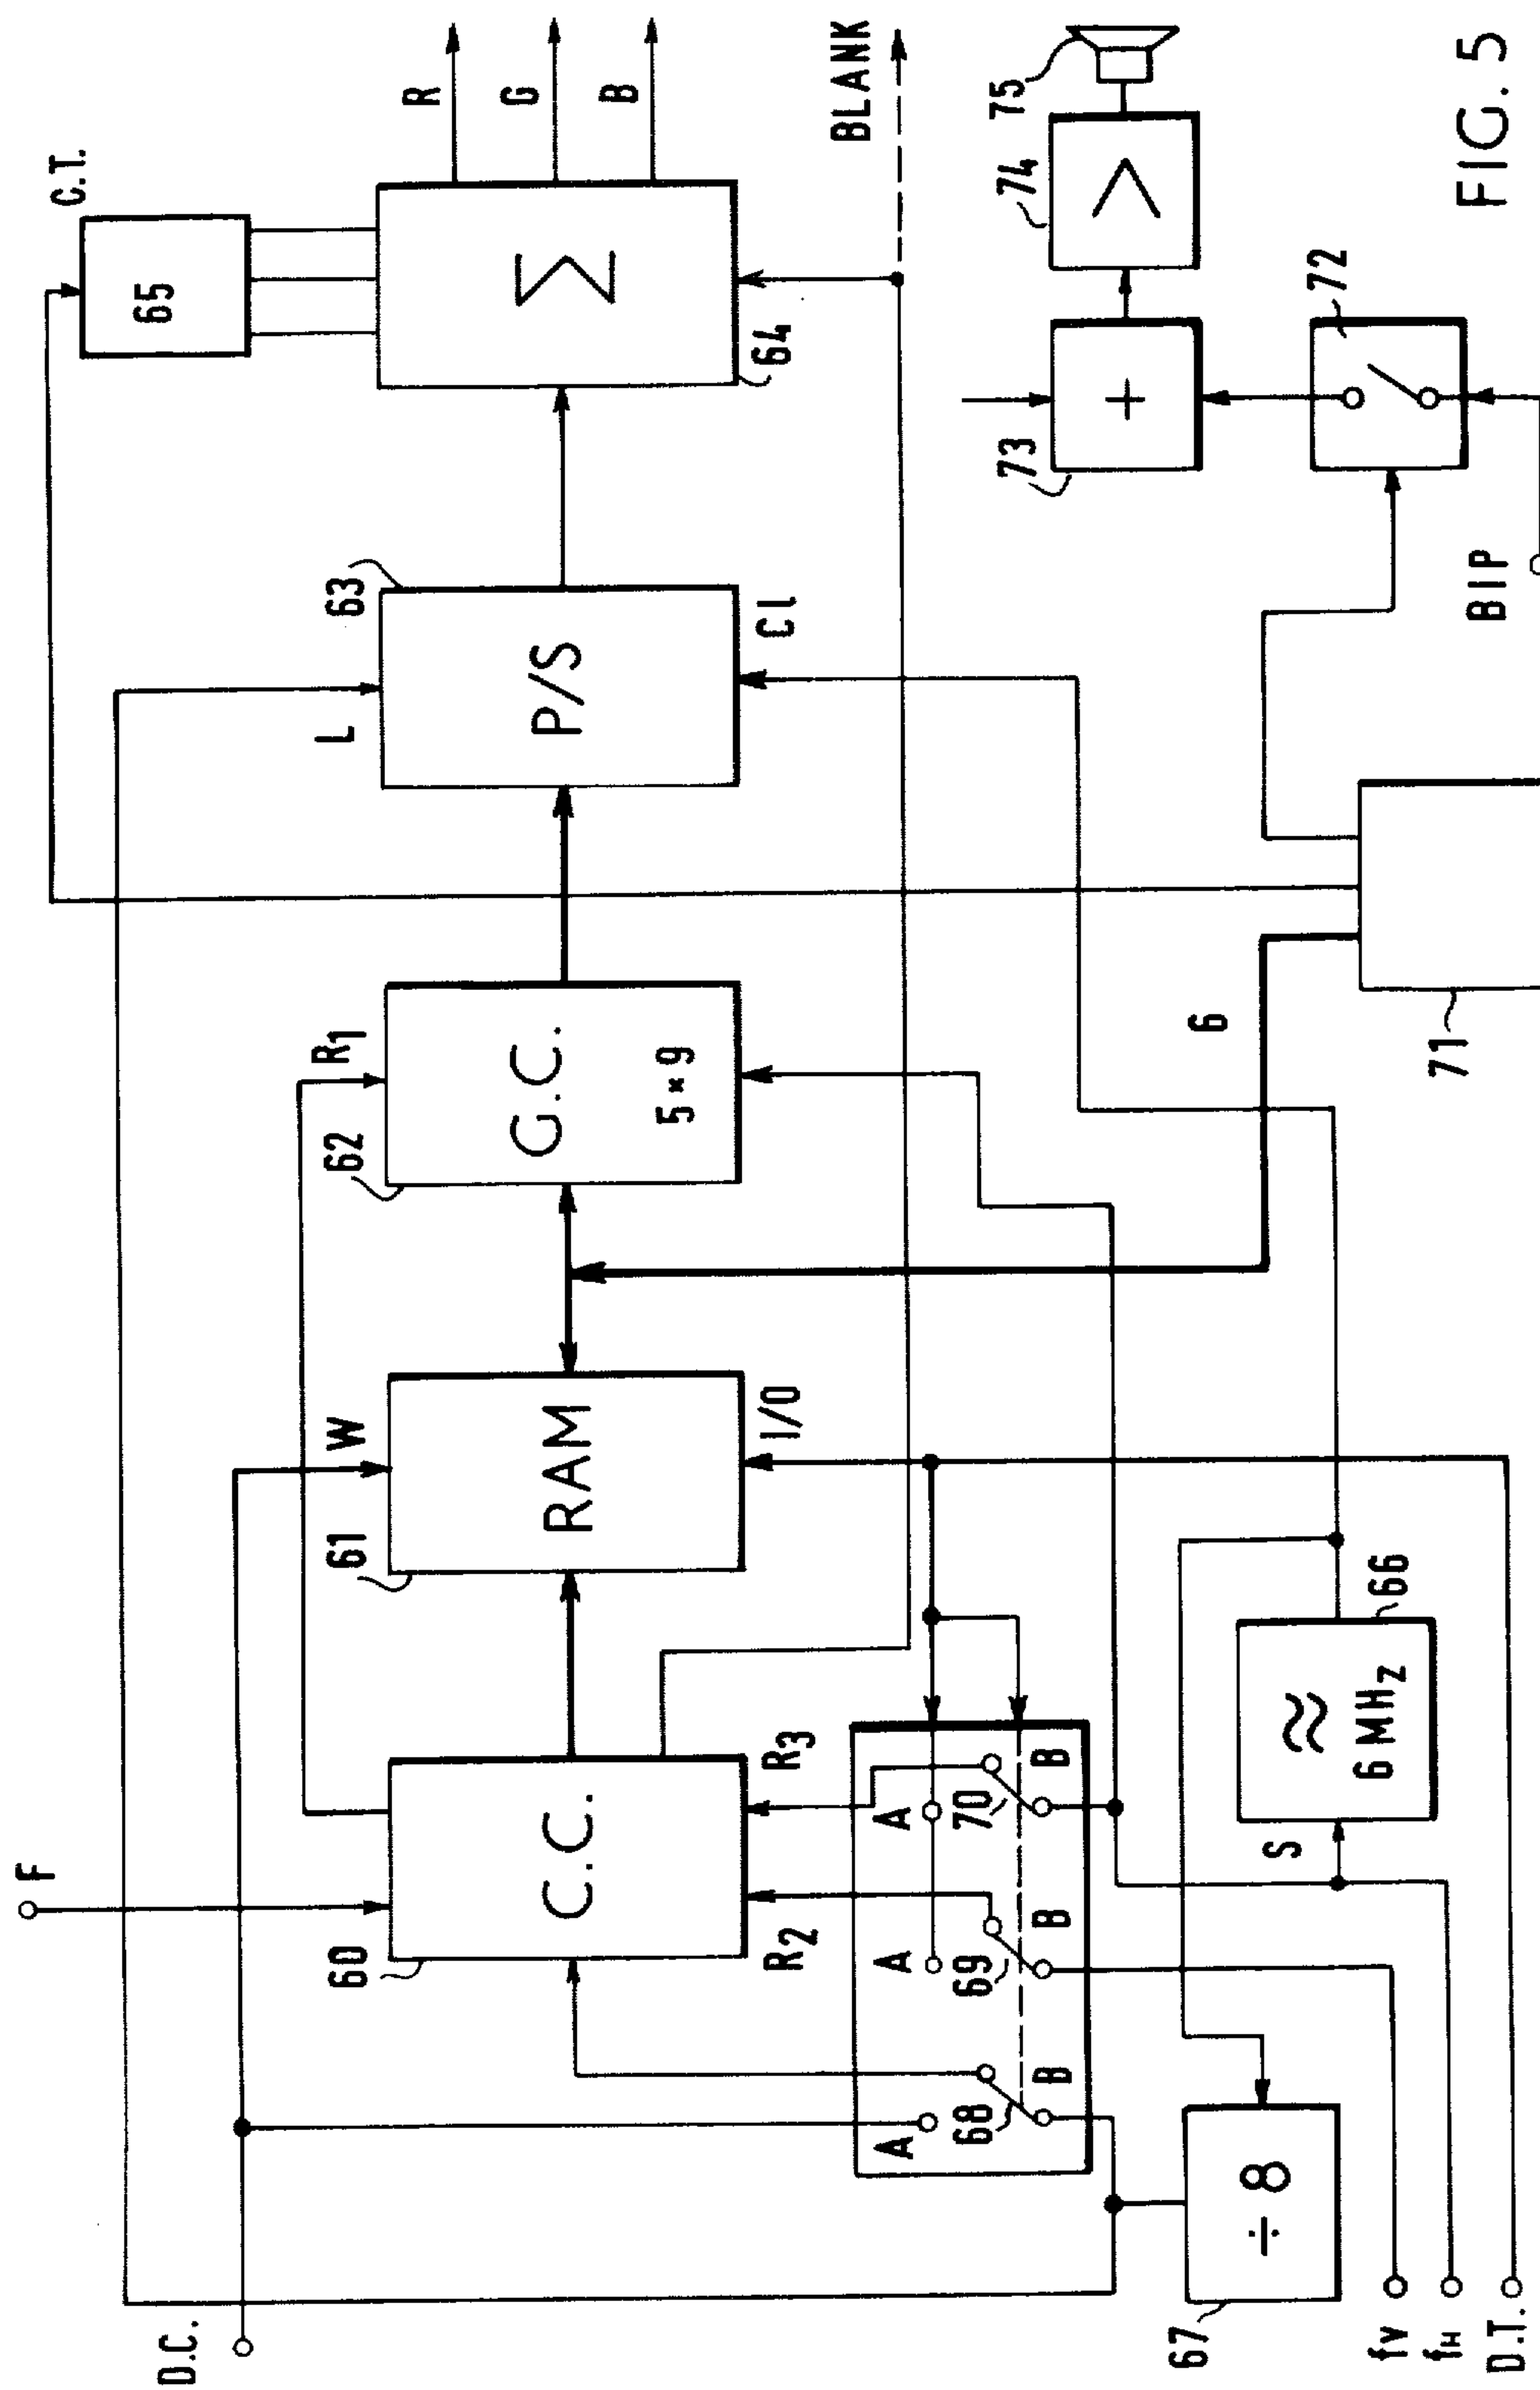 C.T.
65
R
G
B
Σ
64
BLANK
75
74
>
73
+
72
BIP
FIG. 5
63
L
P/S
Cl
62
R1
G.C.
5 × 9
6
71
61
W
RAM
I/O
F
60
C.C.
R2
R3
A
A
A
68
69
70
B
B
B
66
≈
6 MHz
S
67
÷ 8
D.C.
fV
fH
D.T.